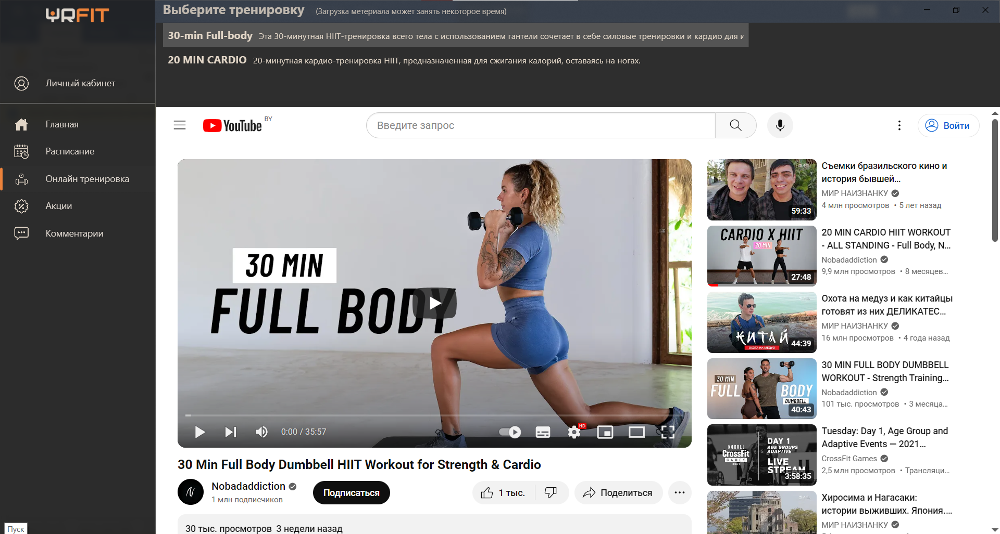 YRFIT
Выберите тренировку (Загрузка метериала может занять некоторое время)
30-min Full-body Эта 30-минутная HIIT-тренировка всего тела с использованием гантели сочетает в себе силовые тренировки и кардио для и
20 MIN CARDIO 20-минутная кардио-тренировка HIIT, предназначенная для сжигания калорий, оставаясь на ногах.
Личный кабинет
Главная
Расписание
Онлайн тренировка
Акции
Комментарии
Пуск
YouTube BY
Введите запрос
Войти
30 MIN
FULL BODY
0:00 / 35:57
HD
30 Min Full Body Dumbbell HIIT Workout for Strength & Cardio
Nobadaddiction
1 млн подписчиков
Подписаться
1 тыс.
Поделиться
30 тыс. просмотров 3 недели назад
59:33
Съемки бразильского кино и
история бывшей...
МИР НАИЗНАНКУ
4 млн просмотров • 5 лет назад
CARDIO X HIIT
20 MIN
27:48
20 MIN CARDIO HIIT WORKOUT
- ALL STANDING - Full Body, N...
Nobadaddiction
9,9 млн просмотров • 8 месяцев...
КИТАЙ
ОХОТА НА МЕДУЗ
44:39
Охота на медуз и как китайцы
готовят из них ДЕЛИКАТЕС...
МИР НАИЗНАНКУ
16 млн просмотров • 4 года назад
30 MIN
FULL BODY
DUMBBELL
40:43
30 MIN FULL BODY DUMBBELL
WORKOUT - Strength Training...
Nobadaddiction
101 тыс. просмотров • 3 месяца...
NOBULL
CrossFit
GAMES
2021
DAY 1
AGE GROUPS
ADAPTIVE
LIVE
STREAM
3:58:35
Tuesday: Day 1, Age Group and
Adaptive Events — 2021...
CrossFit Games
2,5 млн просмотров • Трансляци...
Хиросима и Нагасаки:
истории выживших. Япония....
МИР НАИЗНАНКУ